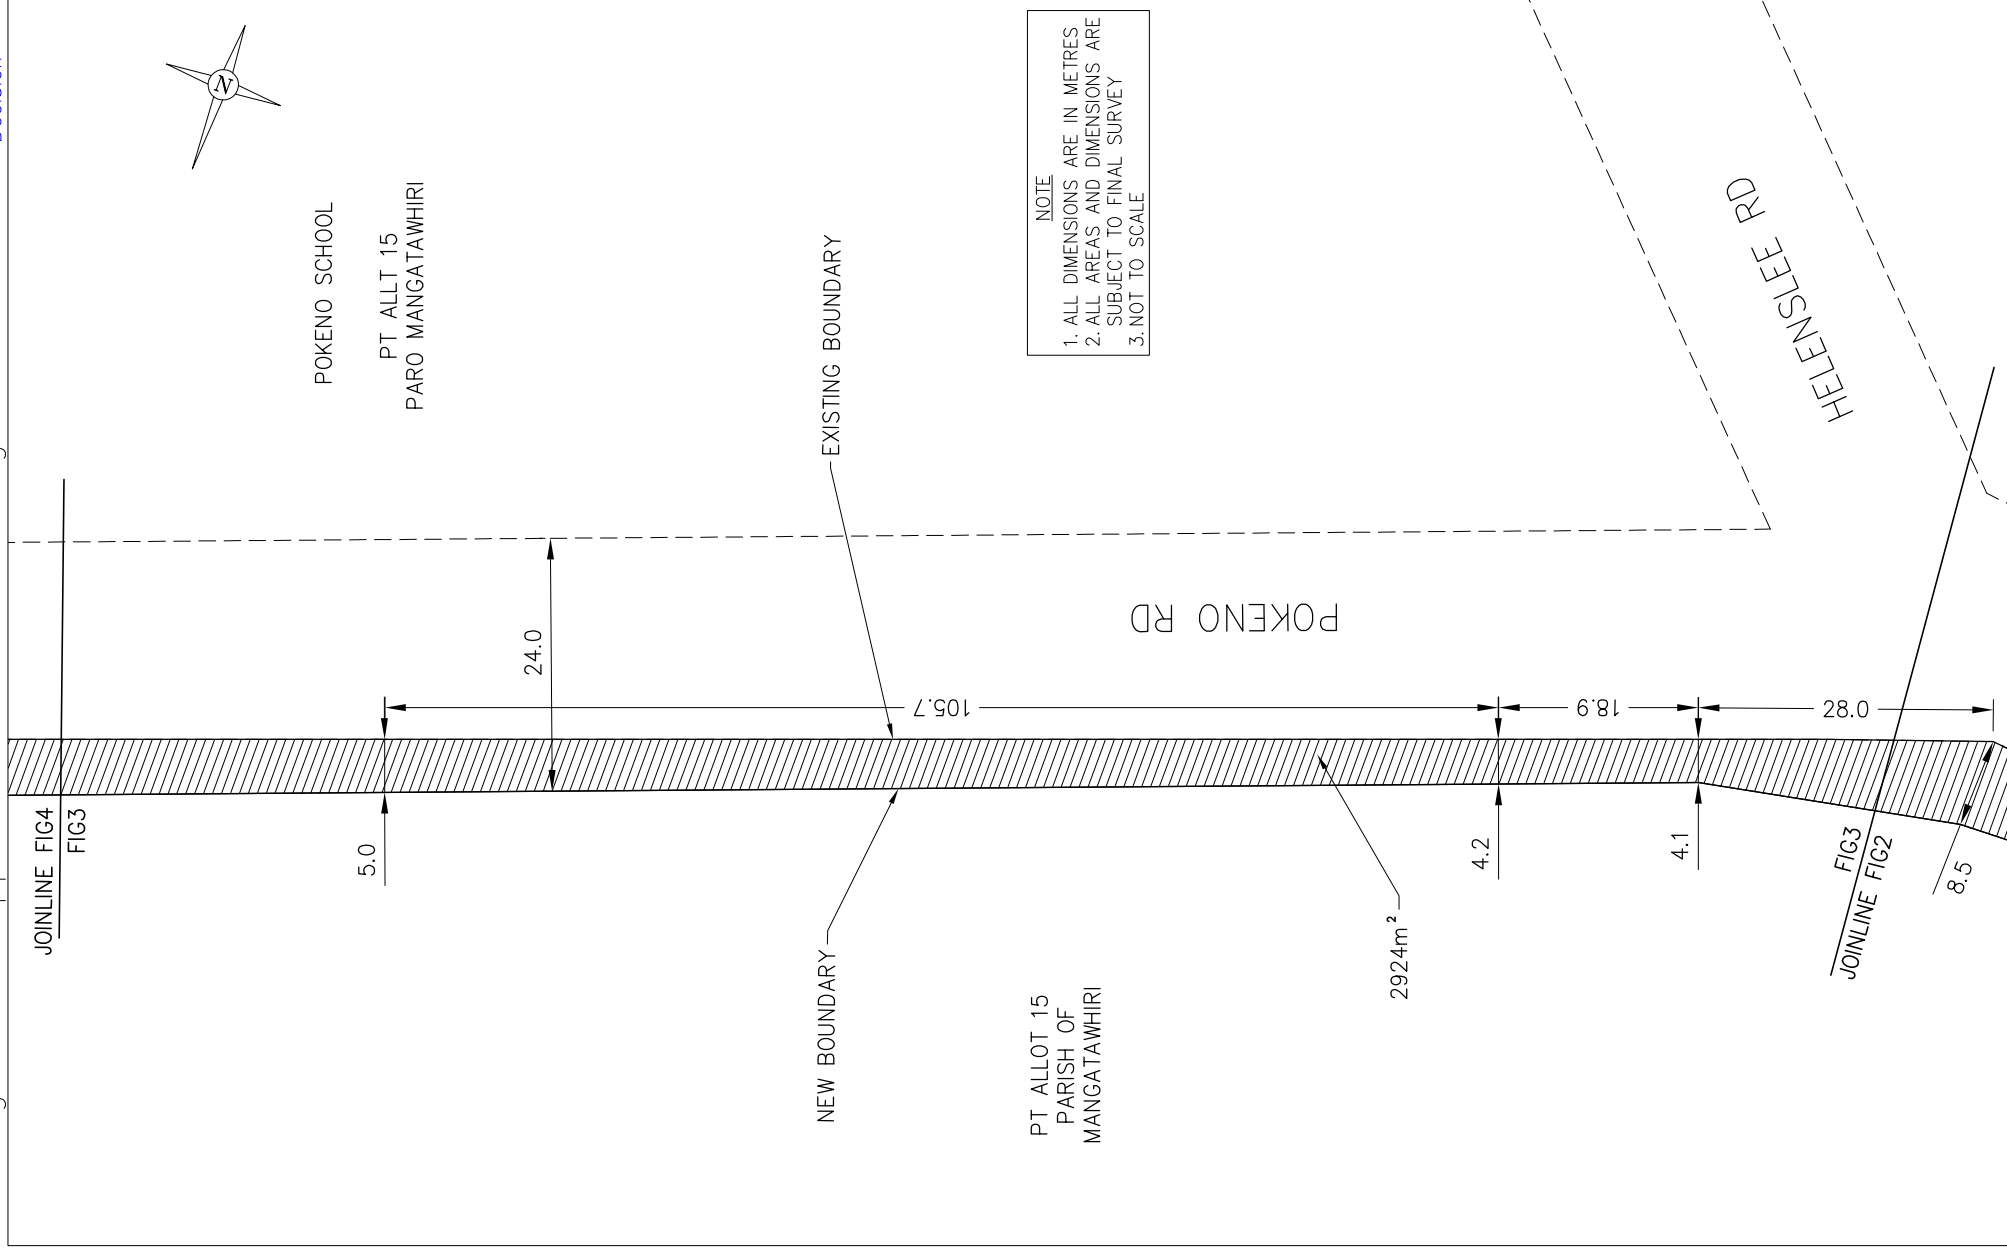 N
POKENO SCHOOL
PT ALLT 15
PARO MANGATAWHIRI
NOTE
1. ALL DIMENSIONS ARE IN METRES
2. ALL AREAS AND DIMENSIONS ARE
SUBJECT TO FINAL SURVEY
3. NOT TO SCALE
HELENSLEE RD
EXISTING BOUNDARY
POKENO RD
24.0
105.7
18.9
28.0
JOINLINE FIG4
FIG3
5.0
4.2
4.1
FIG3
JOINLINE FIG2
8.5
NEW BOUNDARY
2924m²
PT ALLOT 15
PARISH OF
MANGATAWHIRI